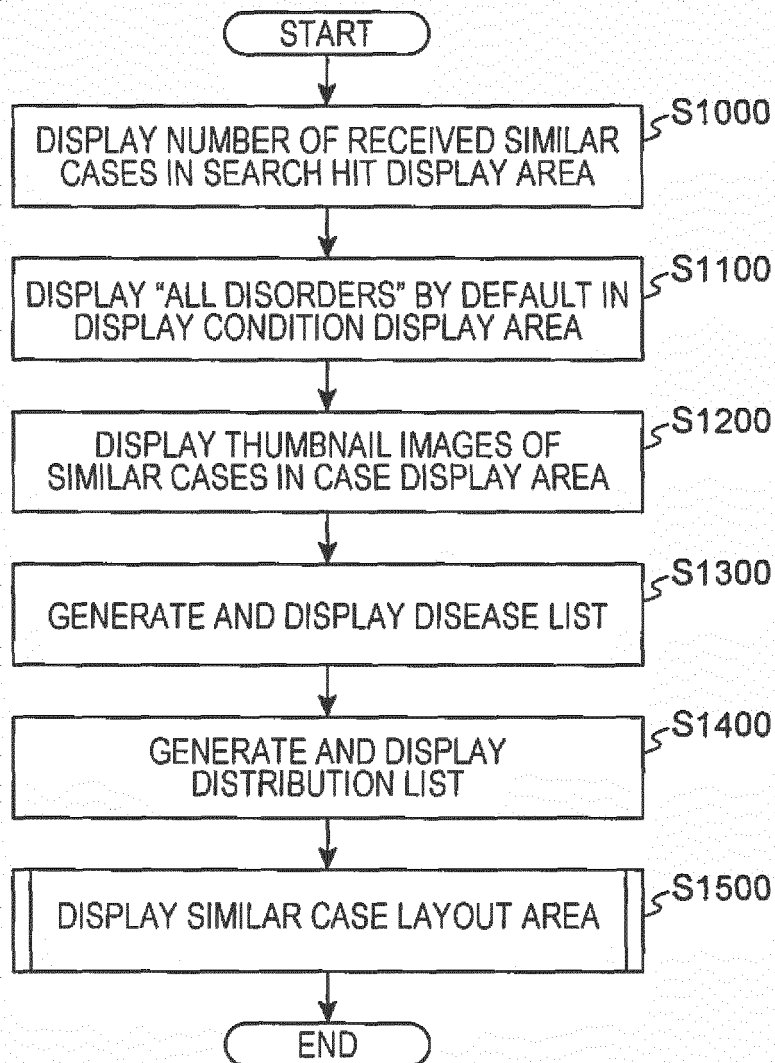 START
S1000
DISPLAY NUMBER OF RECEIVED SIMILAR
CASES IN SEARCH HIT DISPLAY AREA
S1100
DISPLAY “ALL DISORDERS” BY DEFAULT IN
DISPLAY CONDITION DISPLAY AREA
S1200
DISPLAY THUMBNAIL IMAGES OF
SIMILAR CASES IN CASE DISPLAY AREA
S1300
GENERATE AND DISPLAY DISEASE LIST
S1400
GENERATE AND DISPLAY
DISTRIBUTION LIST
S1500
DISPLAY SIMILAR CASE LAYOUT AREA
END